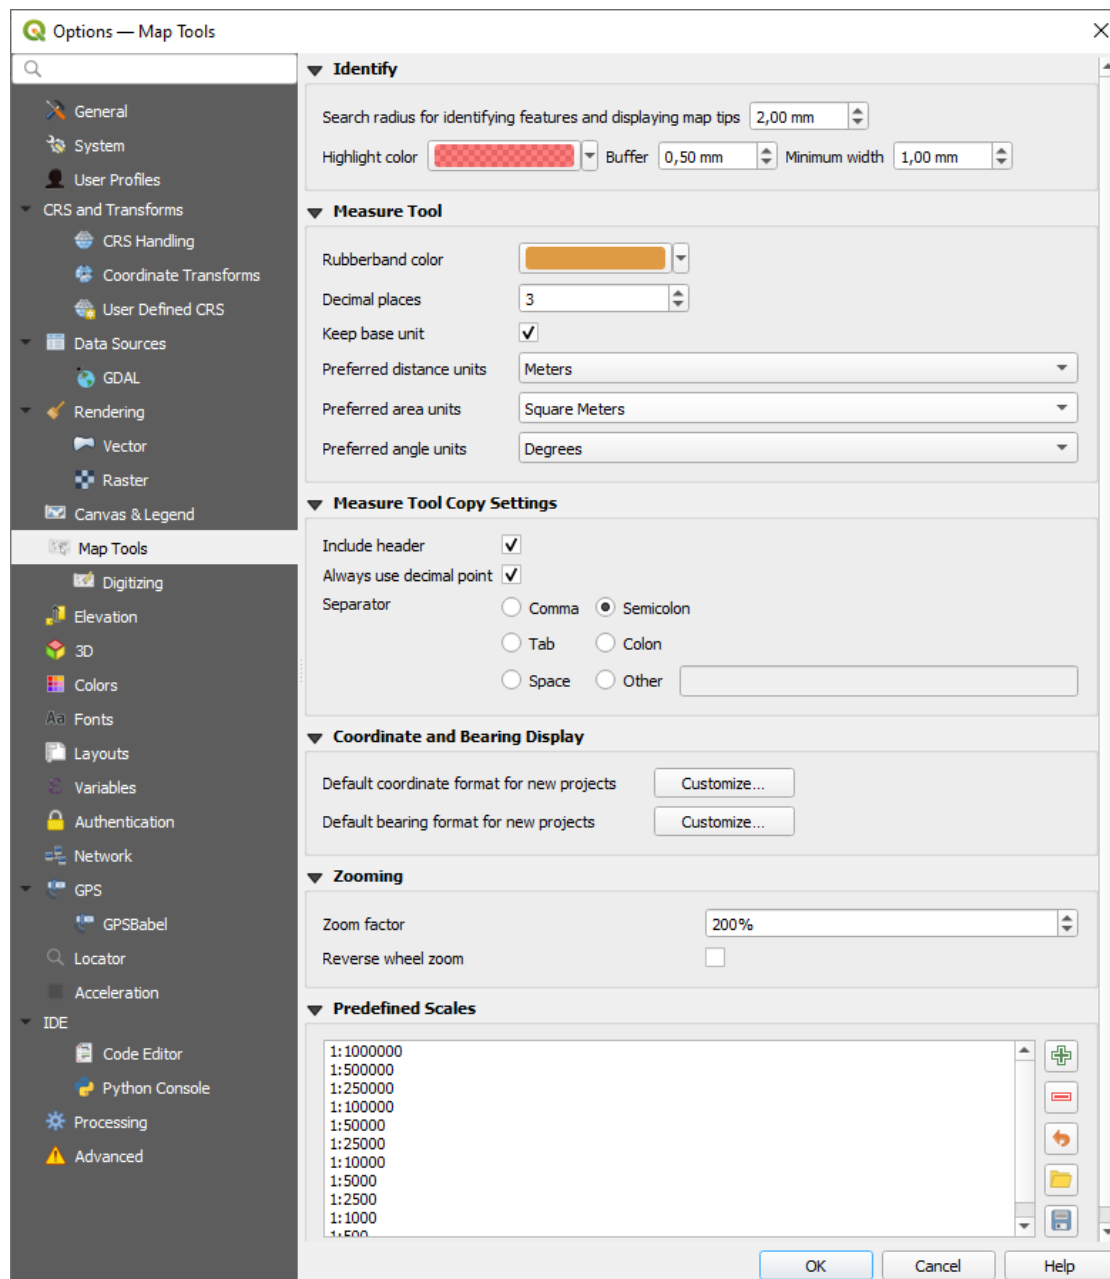 Options — Map Tools
General
System
User Profiles
CRS and Transforms
CRS Handling
Coordinate Transforms
User Defined CRS
Data Sources
GDAL
Rendering
Vector
Raster
Canvas & Legend
Map Tools
Digitizing
Elevation
3D
Colors
Aa Fonts
Layouts
ε Variables
Authentication
Network
GPS
GPSBabel
Locator
Acceleration
IDE
Code Editor
Python Console
Processing
Advanced
Identify
Search radius for identifying features and displaying map tips 2,00 mm
Highlight color Buffer 0,50 mm Minimum width 1,00 mm
Measure Tool
Rubberband color
Decimal places 3
Keep base unit
Preferred distance units Meters
Preferred area units Square Meters
Preferred angle units Degrees
Measure Tool Copy Settings
Include header
Always use decimal point
Separator Comma Semicolon
Tab Colon
Space Other
Coordinate and Bearing Display
Default coordinate format for new projects Customize...
Default bearing format for new projects Customize...
Zooming
Zoom factor 200%
Reverse wheel zoom
Predefined Scales
1:1000000
1:500000
1:250000
1:100000
1:50000
1:25000
1:10000
1:5000
1:2500
1:1000
1:500
OK Cancel Help